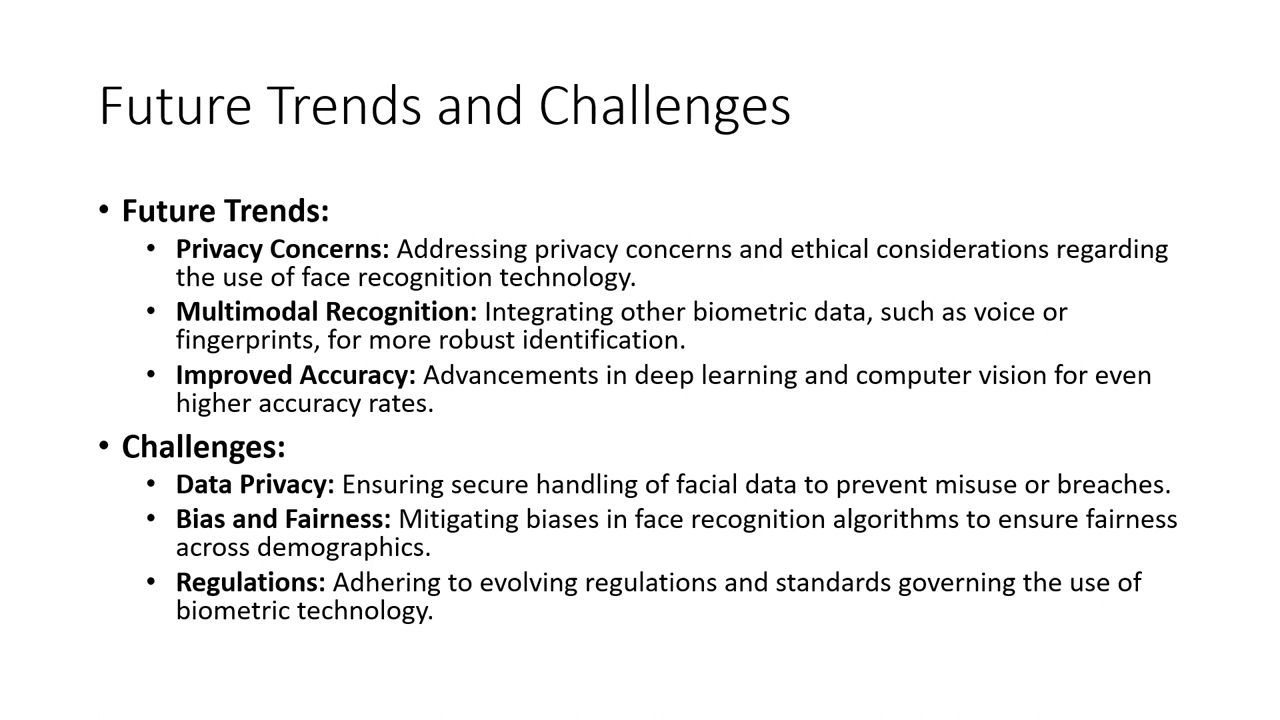 Future Trends and Challenges
• Future Trends:
• Privacy Concerns: Addressing privacy concerns and ethical considerations regarding
the use of face recognition technology.
• Multimodal Recognition: Integrating other biometric data, such as voice or
fingerprints, for more robust identification.
• Improved Accuracy: Advancements in deep learning and computer vision for even
higher accuracy rates.
• Challenges:
• Data Privacy: Ensuring secure handling of facial data to prevent misuse or breaches.
• Bias and Fairness: Mitigating biases in face recognition algorithms to ensure fairness
across demographics.
• Regulations: Adhering to evolving regulations and standards governing the use of
biometric technology.